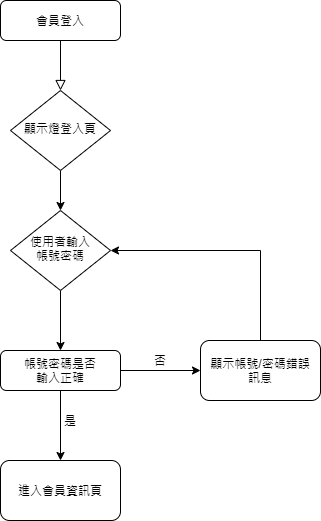 會員登入
顯示燈登入頁
使用者輸入
帳號密碼
帳號密碼是否
輸入正確
否
顯示帳號/密碼錯誤
訊息
是
進入會員資訊頁